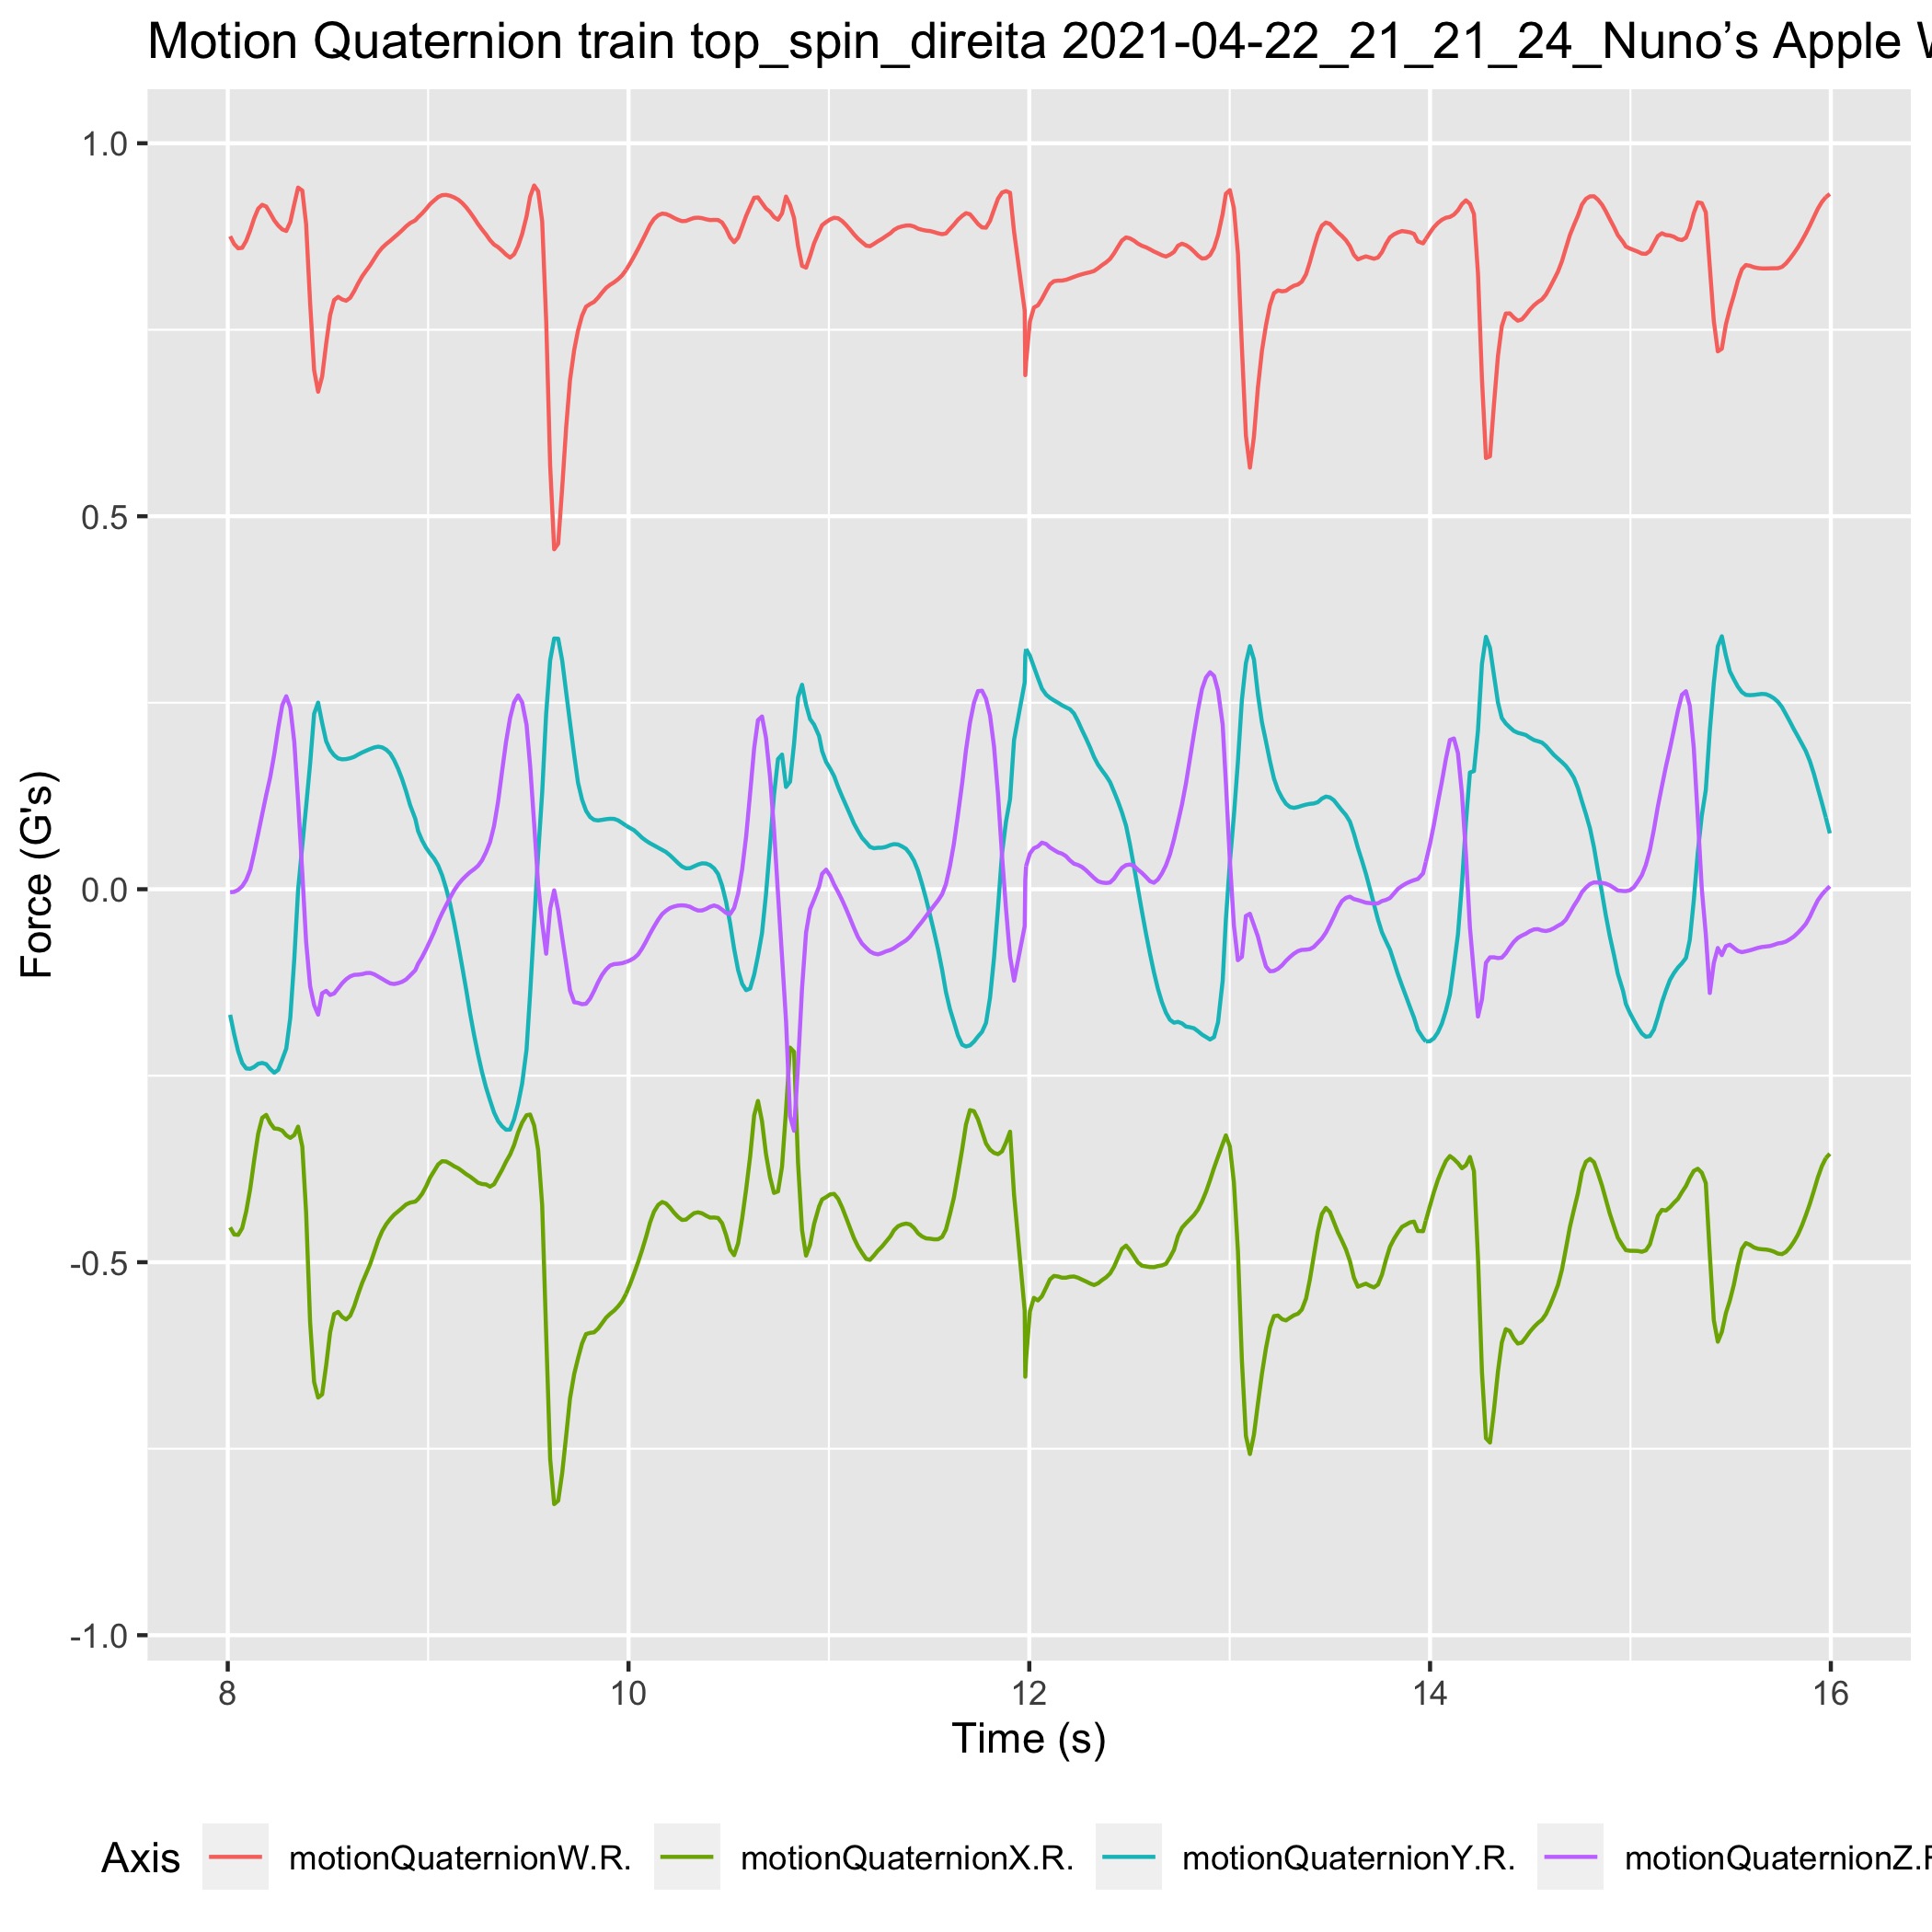 Motion Quaternion train top_spin_direita 2021-04-22_21_21_24_Nuno’s Apple
1.0
0.5
0.0
-0.5
-1.0
Force (G's)
8 10 12 14 16
Time (s)
Axis motionQuaternionW.R. motionQuaternionX.R. motionQuaternionY.R. motionQuaternionZ.